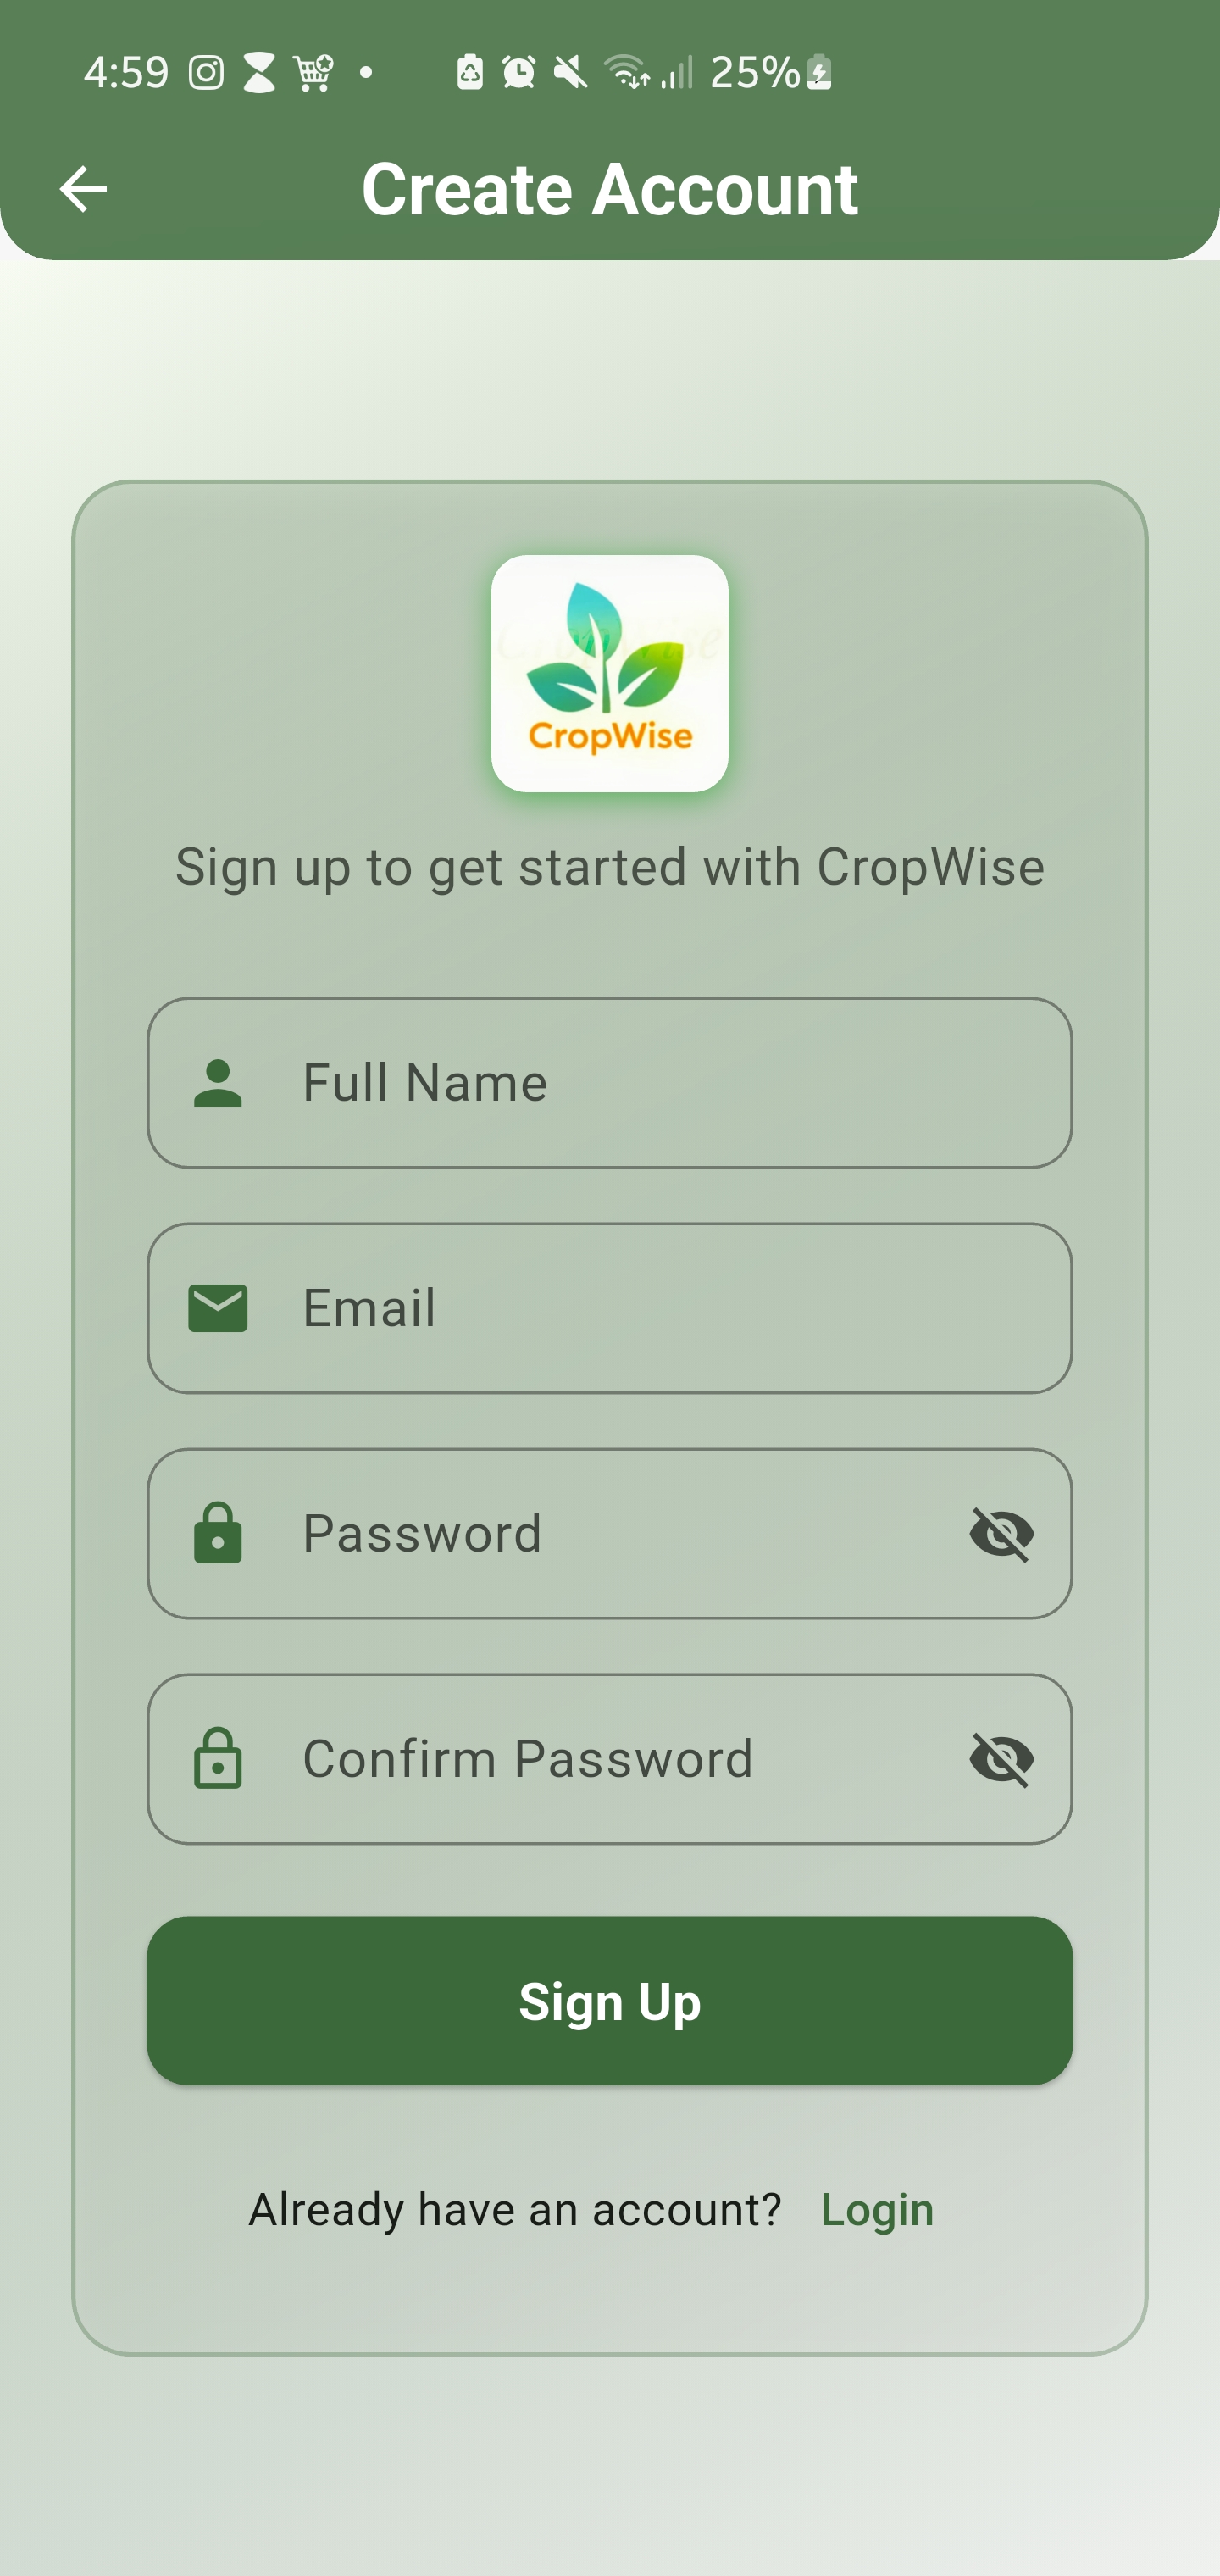 4:59 25%
Create Account
CropWise
CropWise
Sign up to get started with CropWise
Full Name
Email
Password
Confirm Password
Sign Up
Already have an account? Login